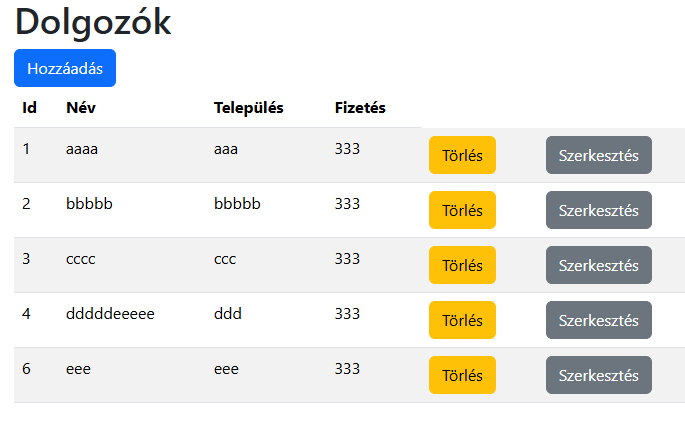 Dolgozók
Hozzáadás
Id Név Település Fizetés
1 aaaa aaa 333 Törlés Szerkesztés
2 bbbbb bbbbb 333 Törlés Szerkesztés
3 cccc ccc 333 Törlés Szerkesztés
4 dddddeeeee ddd 333 Törlés Szerkesztés
6 eee eee 333 Törlés Szerkesztés